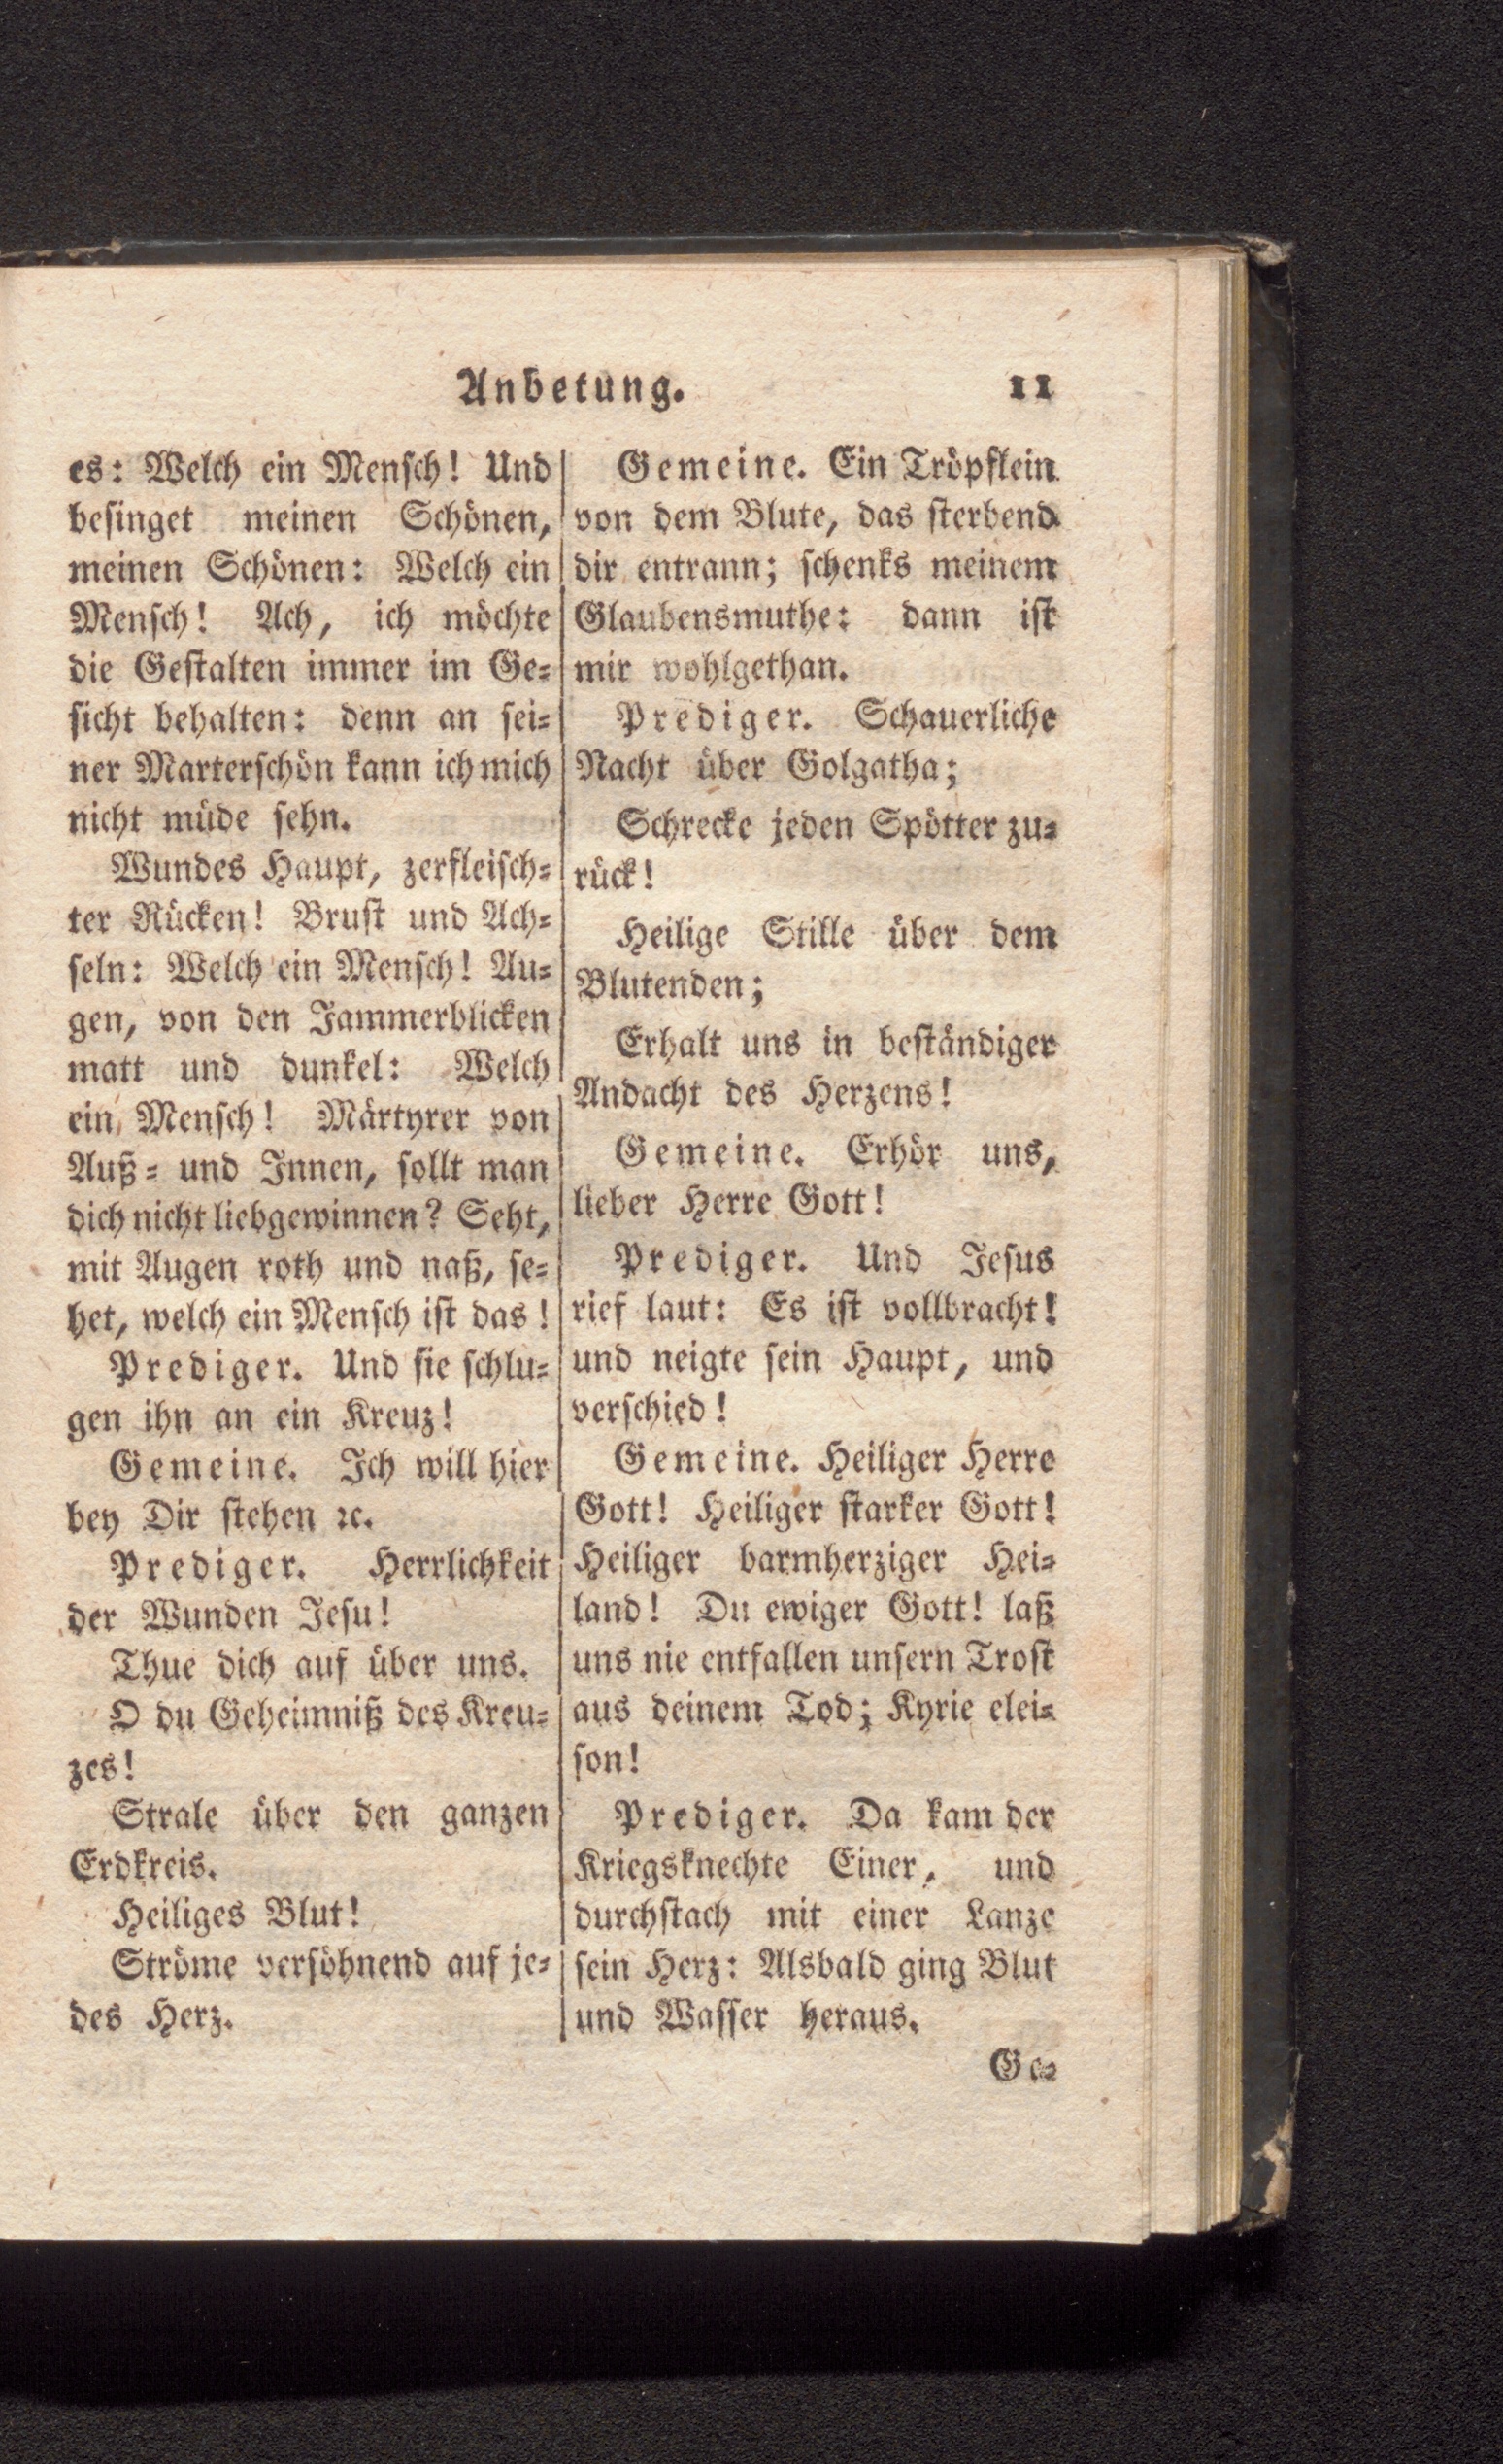 Anbetung. 11
es: Welch ein Mensch! Und
besinget meinen Schönen,
meinen Schönen: Welch ein
Mensch! Ach, ich möchte
die Gestalten immer im Ge-
sicht behalten: denn an sei-
ner Marterschön kann ich mich
nicht müde sehn.
Wundes Haupt, zerfleisch-
ter Rücken! Brust und Ach-
seln: Welch ein Mensch! Au-
gen, von den Jammerblicken
matt und dunkel: Welch
ein Mensch! Märtyrer von
Auß- und Innen, sollt man
dich nicht liebgewinnen? Seht,
mit Augen roth und naß, se-
het, welch ein Mensch ist das!
Prediger. Und sie schlu-
gen ihn an ein Kreuz!
Gemeine. Ich will hier
bey Dir stehen ꝛc.
Prediger. Herrlichkeit
der Wunden Jesu!
Thue dich auf über uns.
O du Geheimniß des Kreu-
zes!
Strale über den ganzen
Erdkreis.
Heiliges Blut!
Ströme versöhnend auf je-
des Herz.
Gemeine. Ein Tröpflein
von dem Blute, das sterbend
dir entrann; schenks meinem
Glaubensmuthe: dann ist
mir wohlgethan.
Prediger. Schauerliche
Nacht über Golgatha;
Schrecke jeden Spötter zu-
rück!
Heilige Stille über dem
Blutenden;
Erhalt uns in beständiger
Andacht des Herzens!
Gemeine. Erhör uns,
lieber Herre Gott!
Prediger. Und Jesus
rief laut: Es ist vollbracht!
und neigte sein Haupt, und
verschied!
Gemeine. Heiliger Herre
Gott! Heiliger starker Gott!
Heiliger barmherziger Hei-
land! Du ewiger Gott! laß
uns nie entfallen unsern Trost
aus deinem Tod; Kyrie elei-
son!
Prediger. Da kam der
Kriegsknechte Einer, und
durchstach mit einer Lanze
sein Herz: Alsbald ging Blut
und Wasser heraus.
Ge-